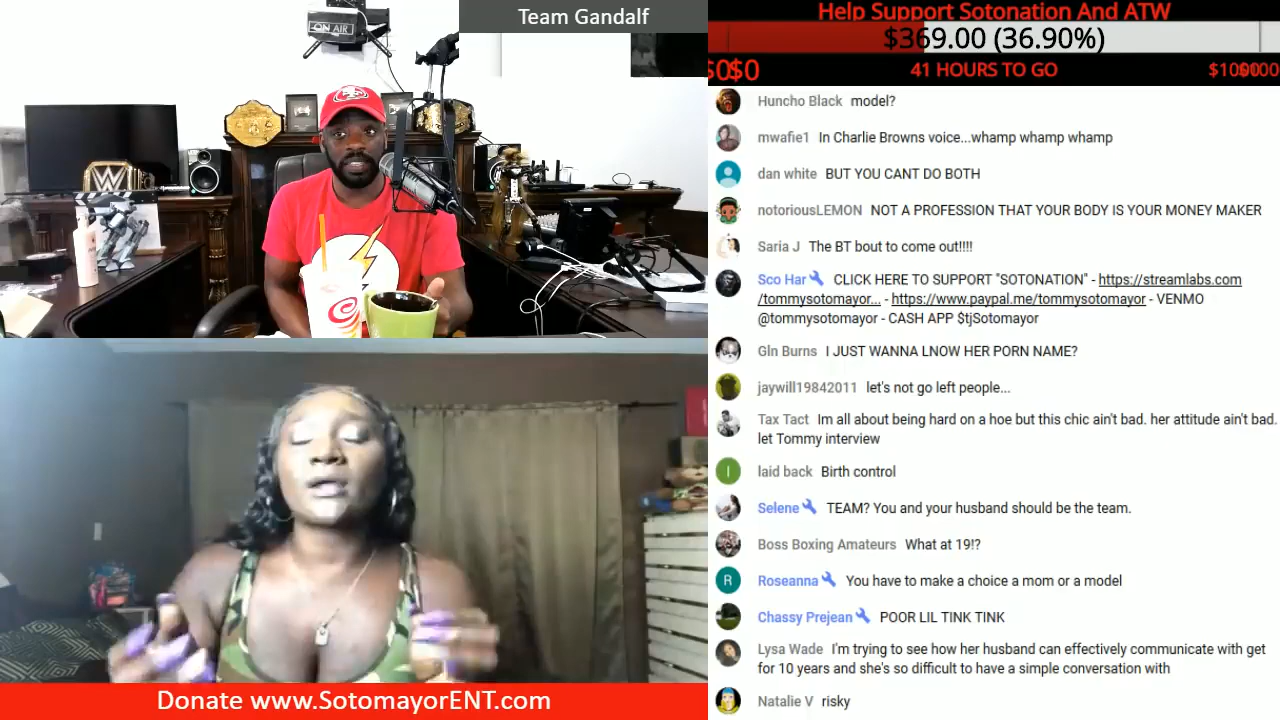 Team Gandalf
ON AIR
W
Donate www.SotomayorENT.com
Help Support Sotonation And ATW
$369.00 (36.90%)
41 HOURS TO GO
Huncho Black model?
mwafie1 In Charlie Browns voice...whamp whamp whamp
dan white BUT YOU CANT DO BOTH
notoriousLEMON NOT A PROFESSION THAT YOUR BODY IS YOUR MONEY MAKER
Saria J The BT bout to come out!!!!
Sco Har CLICK HERE TO SUPPORT "SOTONATION" - https://streamlabs.com
/tommysotomayor... - https://www.paypal.me/tommysotomayor - VENMO
@tommysotomayor - CASH APP $tjSotomayor
Gln Burns I JUST WANNA LNOW HER PORN NAME?
jaywill19842011 let's not go left people...
Tax Tact Im all about being hard on a hoe but this chic ain't bad. her attitude ain't bad.
let Tommy interview
I laid back Birth control
Selene TEAM? You and your husband should be the team.
Boss Boxing Amateurs What at 19!?
R Roseanna You have to make a choice a mom or a model
Chassy Prejean POOR LIL TINK TINK
Lysa Wade I'm trying to see how her husband can effectively communicate with get
for 10 years and she's so difficult to have a simple conversation with
Natalie V risky